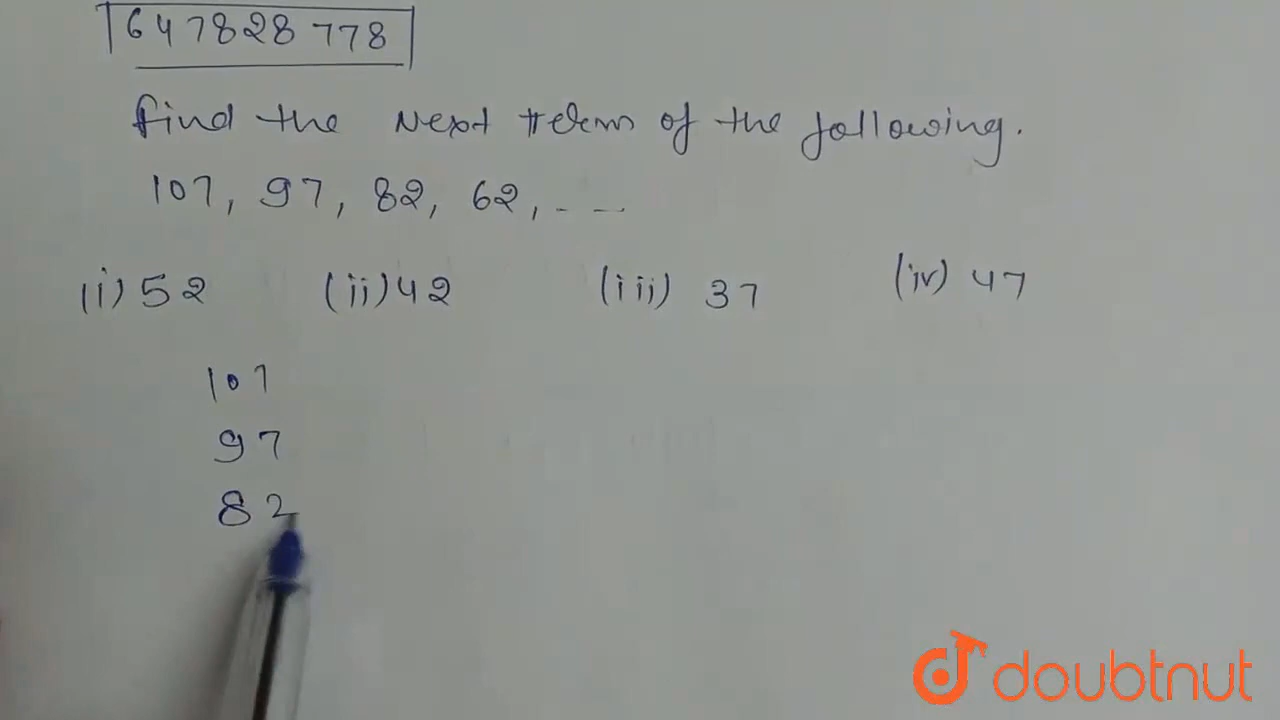 647828778
find the Next term of the following.
107, 97, 82, 62, - -
(i) 52 (ii) 42 (iii) 37 (iv) 47
107
97
82
doubtnut